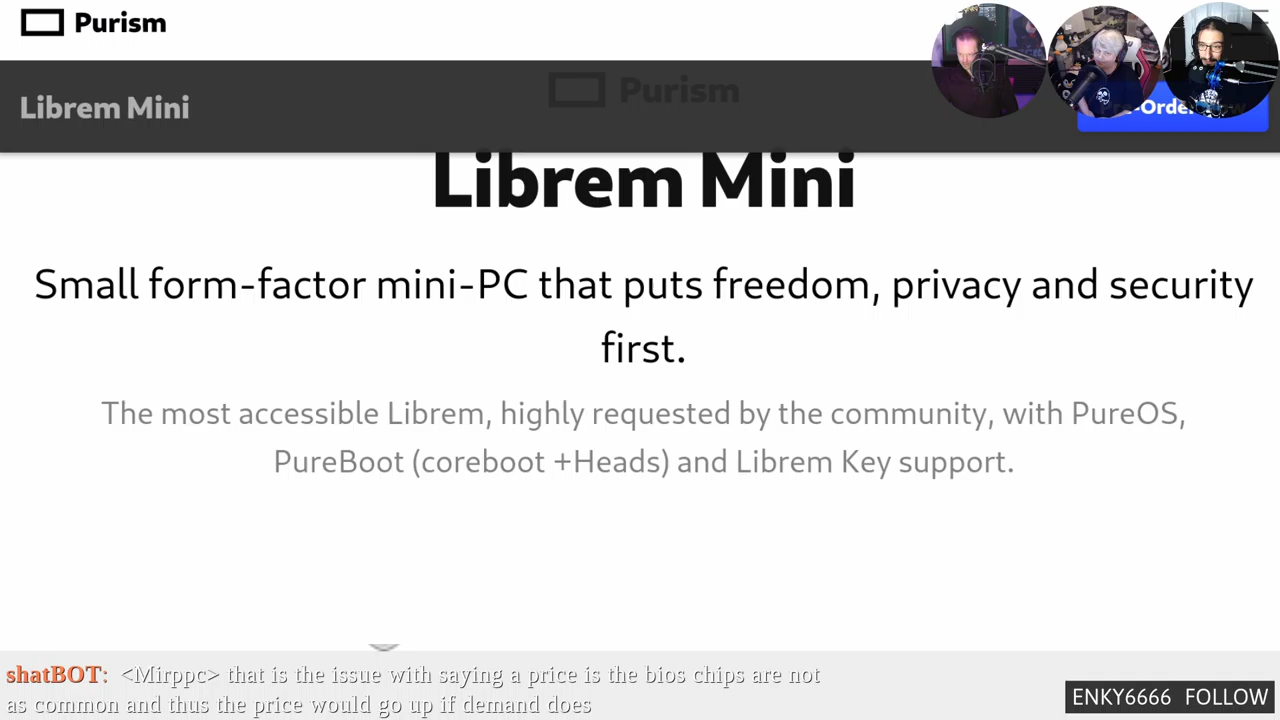 Purism
Purism
Librem Mini
Librem Mini
Small form-factor mini-PC that puts freedom, privacy and security
first.
The most accessible Librem, highly requested by the community, with PureOS,
PureBoot (coreboot +Heads) and Librem Key support.
shatBOT: <Mirppc> that is the issue with saying a price is the bios chips are not
as common and thus the price would go up if demand does
ENKY6666 FOLLOW